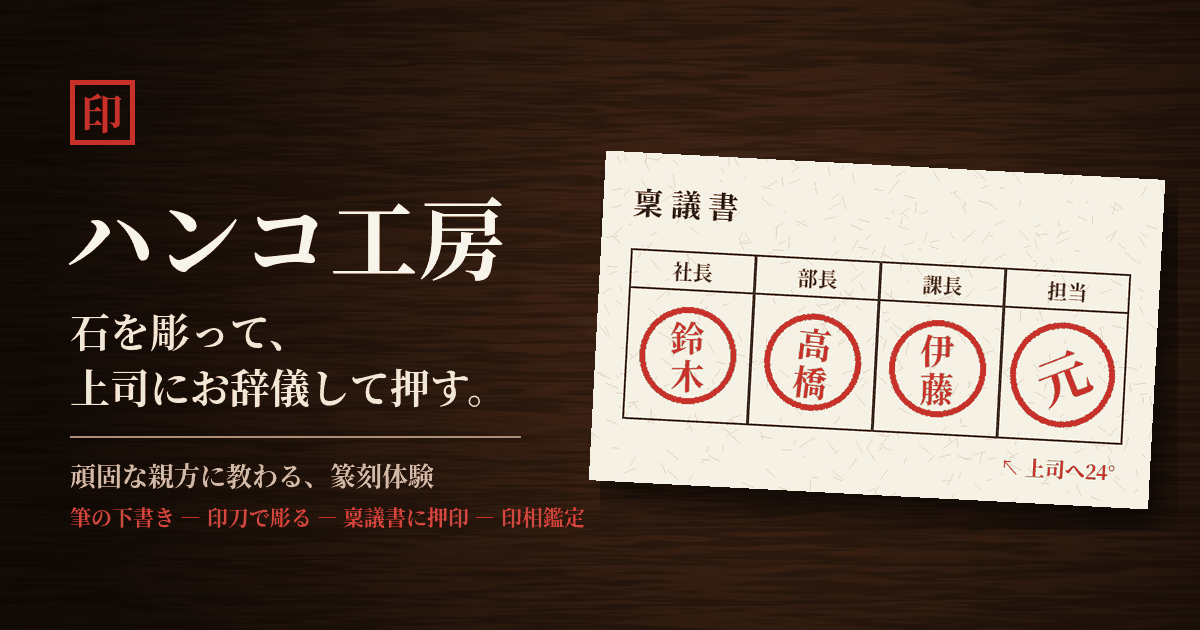 印
ハンコ工房
石を彫って、
上司にお辞儀して押す。
頑固な親方に教わる、篆刻体験
筆の下書き — 印刀で彫る — 稟議書に押印 — 印相鑑定
稟議書
社長 部長 課長 担当
鈴木 高橋 伊藤 元
↖ 上司へ24°